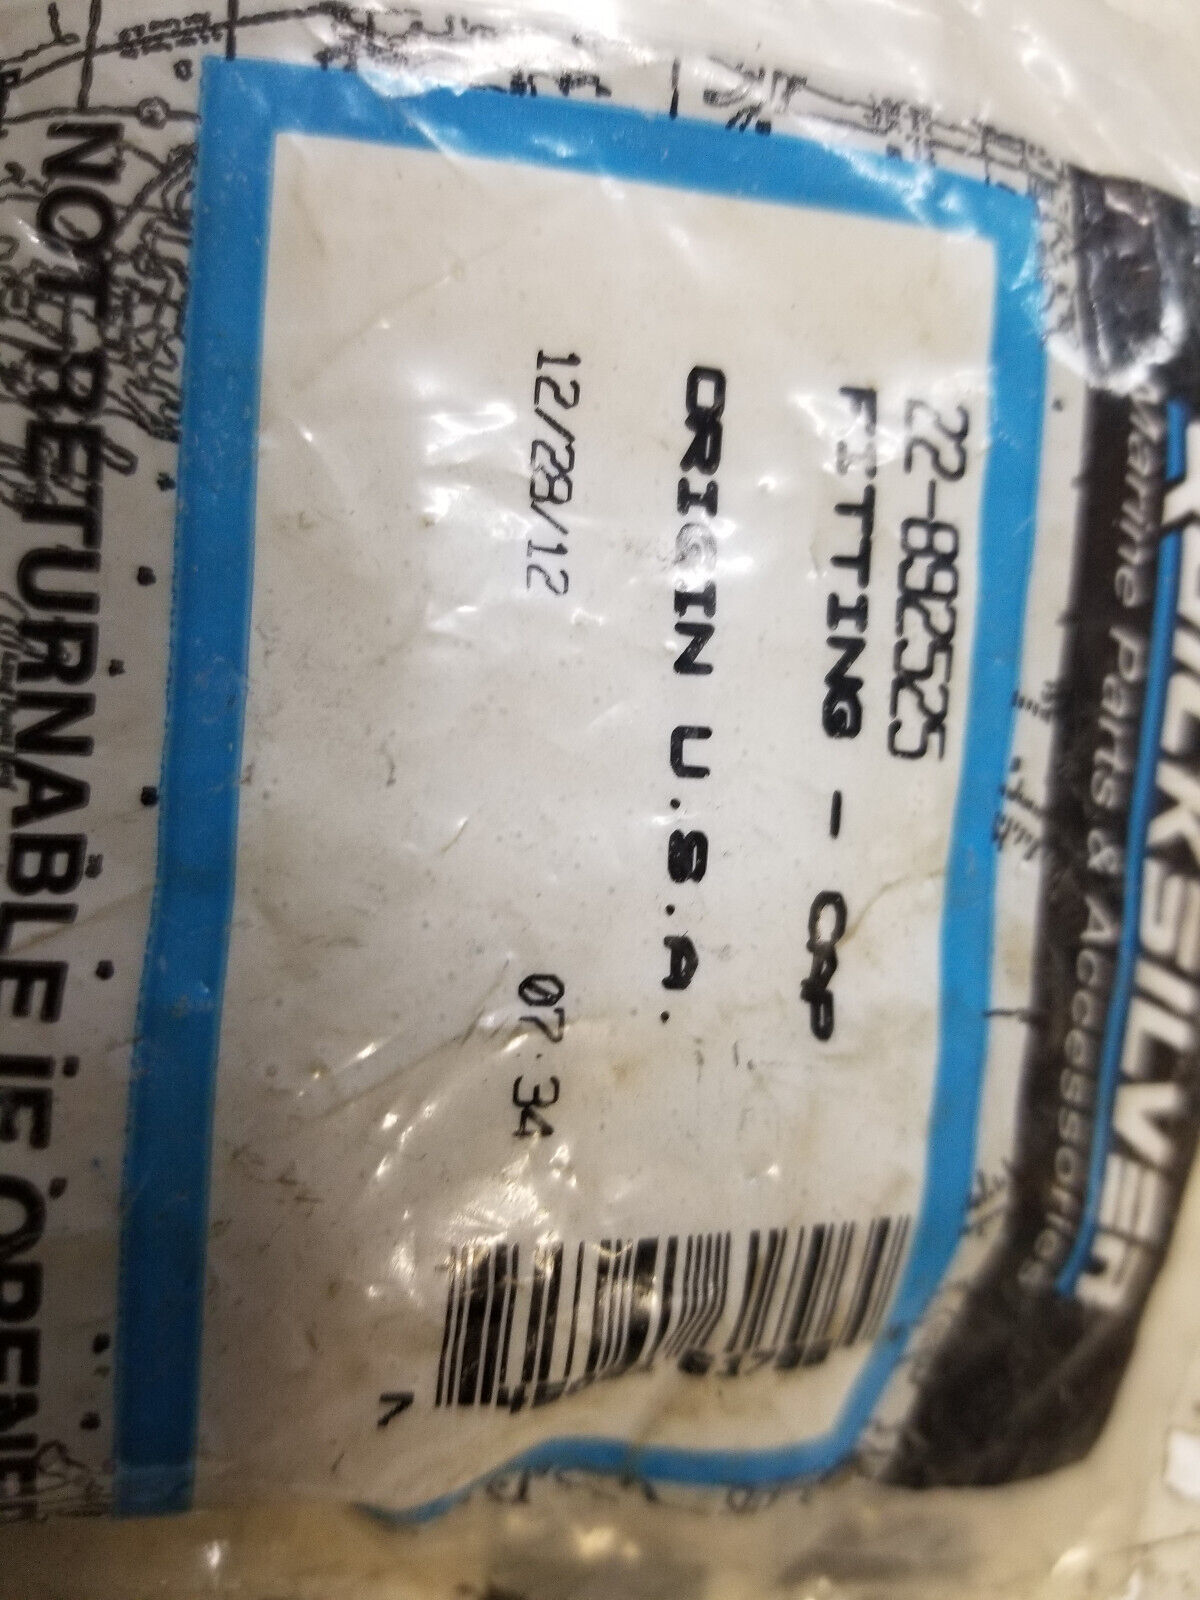 QUICKSILVER
Marine Parts & Accessories
22-892525
FITTING - CAP
ORIGIN U.S.A.
12/28/12 07:34
NOT RETURNABLE IF OPENED